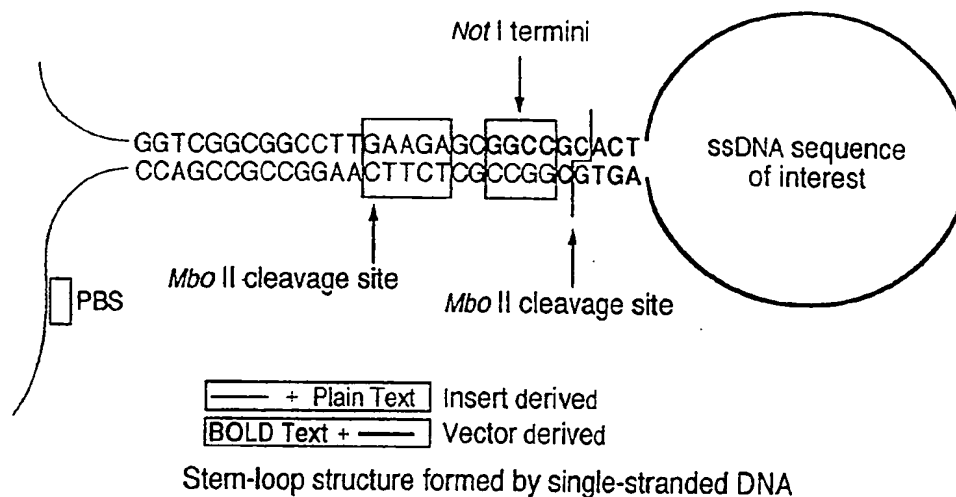 Not I termini
GGTCGGCGGCCTTGAAGAGCGGCCGCACT
CCAGCCGCCGGAACTTCTCGCCGGCGTGA
ssDNA sequence
of interest
Mbo II cleavage site
Mbo II cleavage site
PBS
— + Plain Text Insert derived
BOLD Text + — Vector derived
Stem-loop structure formed by single-stranded DNA